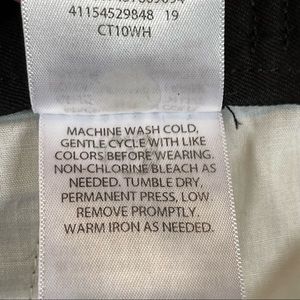 41154529848 19
CT10WH
MACHINE WASH COLD,
GENTLE CYCLE WITH LIKE
COLORS BEFORE WEARING.
NON-CHLORINE BLEACH AS
NEEDED. TUMBLE DRY,
PERMANENT PRESS, LOW.
REMOVE PROMPTLY.
WARM IRON AS NEEDED.